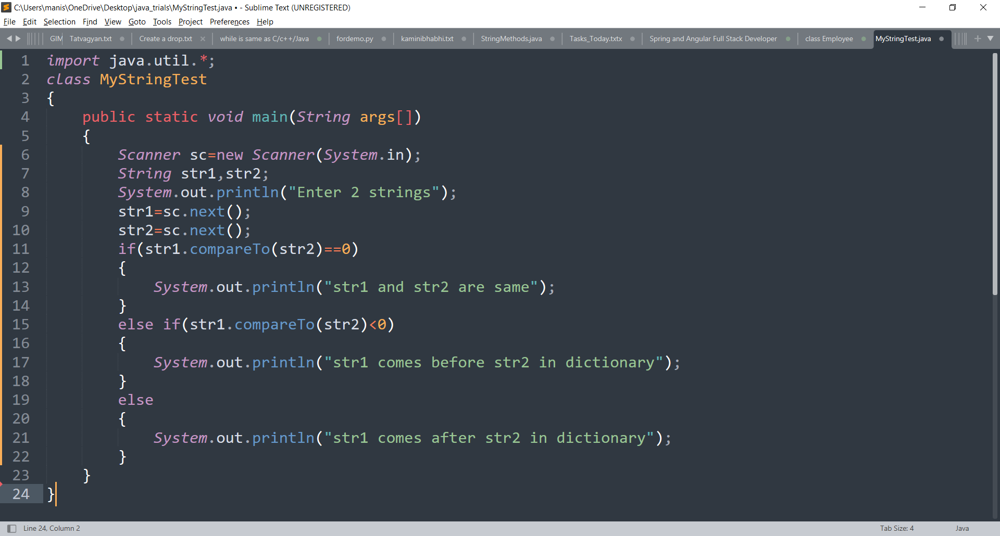 C:\Users\manis\OneDrive\Desktop\java_trials\MyStringTest.java • - Sublime Text (UNREGISTERED)
File Edit Selection Find View Goto Tools Project Preferences Help
GIM Tatvagyan.txt Create a drop.txt while is same as C/c++/Java fordemo.py kaminibhabhi.txt StringMethods.java Tasks_Today.txtx Spring and Angular Full Stack Developer class Employee MyStringTest.java
1 import java.util.*;
2 class MyStringTest
3 {
4 public static void main(String args[])
5 {
6 Scanner sc=new Scanner(System.in);
7 String str1,str2;
8 System.out.println("Enter 2 strings");
9 str1=sc.next();
10 str2=sc.next();
11 if(str1.compareTo(str2)==0)
12 {
13 System.out.println("str1 and str2 are same");
14 }
15 else if(str1.compareTo(str2)<0)
16 {
17 System.out.println("str1 comes before str2 in dictionary");
18 }
19 else
20 {
21 System.out.println("str1 comes after str2 in dictionary");
22 }
23 }
24 }
Line 24, Column 2 Tab Size: 4 Java